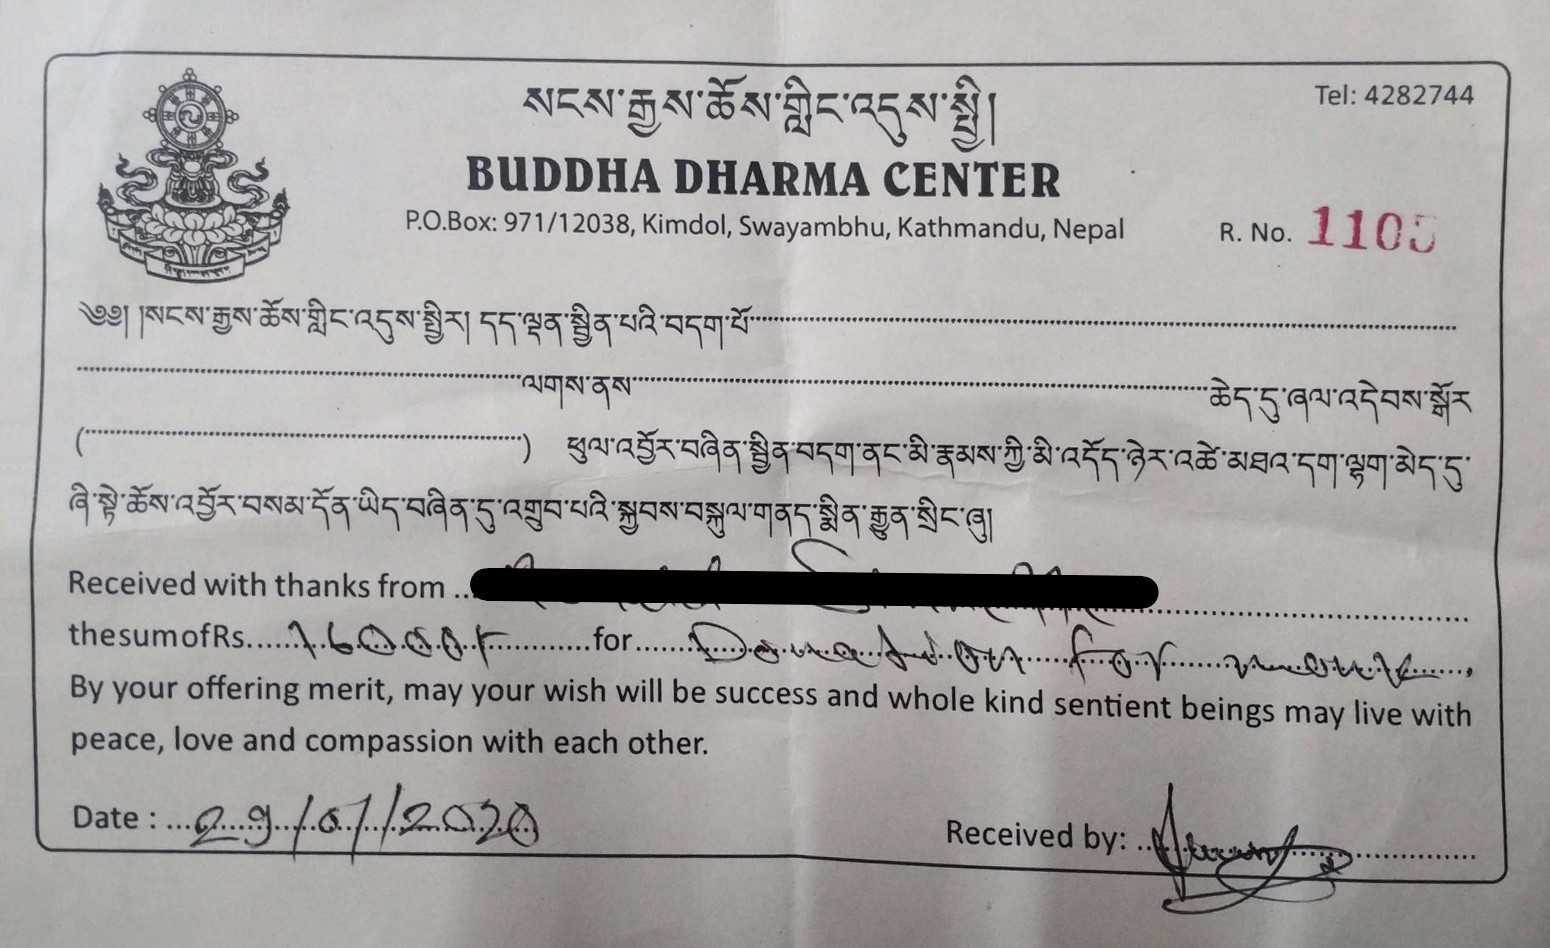 སངས་རྒྱས་ཆོས་གླིང་འདུས་སྤྱི།
Tel: 4282744
BUDDHA DHARMA CENTER
P.O.Box: 971/12038, Kimdol, Swayambhu, Kathmandu, Nepal
R. No. 1105
༄༅། །སངས་རྒྱས་ཆོས་གླིང་འདུས་སྤྱིར། དད་ལྡན་སྦྱིན་པའི་བདག་པོ
ལགས་ནས ཆེད་དུ་ཞལ་འདེབས་སྒོར
( ) ཕུལ་འབྱོར་བཞིན་སྦྱིན་བདག་ནང་མི་རྣམས་ཀྱི་མི་འདོད་ཉེར་འཚེ་མཐའ་དག་ལྷག་མེད་དུ་
ཞི་སྟེ་ཆོས་འབྱོར་བསམ་དོན་ཡིད་བཞིན་དུ་འགྲུབ་པའི་སྐྱབས་བསྐུལ་གནད་སྨིན་རྒྱུན་སྲིང་ཞུ།
Received with thanks from
thesumofRs. for Donation for
By your offering merit, may your wish will be success and whole kind sentient beings may live with
peace, love and compassion with each other.
Date : 29/01/2020
Received by: